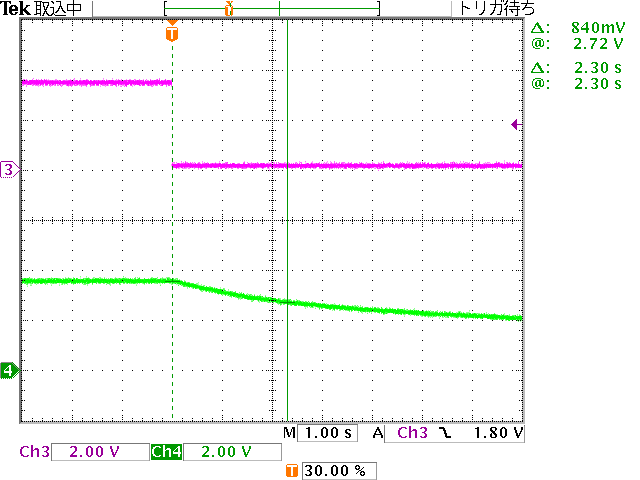 Tek 取込中 トリガ待ち
T
T
Δ: 840mV
@: 2.72 V
Δ: 2.30 s
@: 2.30 s
3
4
M 1.00 s A Ch3 1.80 V
Ch3 2.00 V Ch4 2.00 V
T 30.00 %